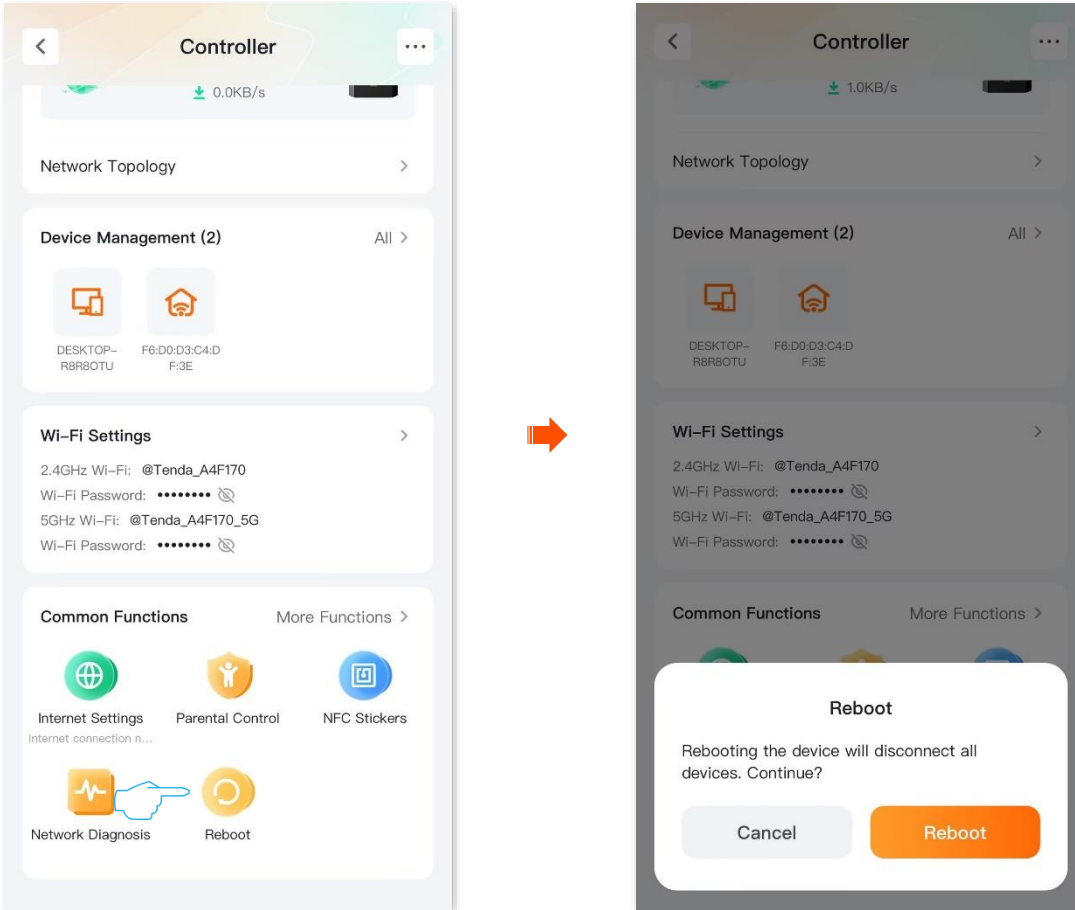 Controller
0.0KB/s
Network Topology
Device Management (2)
All
DESKTOP–
R8R8OTU
F6:D0:D3:C4:D
F:3E
Wi–Fi Settings
2.4GHz Wi–Fi: @Tenda_A4F170
Wi–Fi Password: ••••••••
5GHz Wi–Fi: @Tenda_A4F170_5G
Wi–Fi Password: ••••••••
Common Functions
More Functions
Internet Settings
Internet connection n...
Parental Control
NFC Stickers
Network Diagnosis
Reboot
Controller
1.0KB/s
Network Topology
Device Management (2)
All
DESKTOP–
R8R8OTU
F6:D0:D3:C4:D
F:3E
Wi–Fi Settings
2.4GHz Wi–Fi: @Tenda_A4F170
Wi–Fi Password: ••••••••
5GHz Wi–Fi: @Tenda_A4F170_5G
Wi–Fi Password: ••••••••
Common Functions
More Functions
Reboot
Rebooting the device will disconnect all
devices. Continue?
Cancel
Reboot